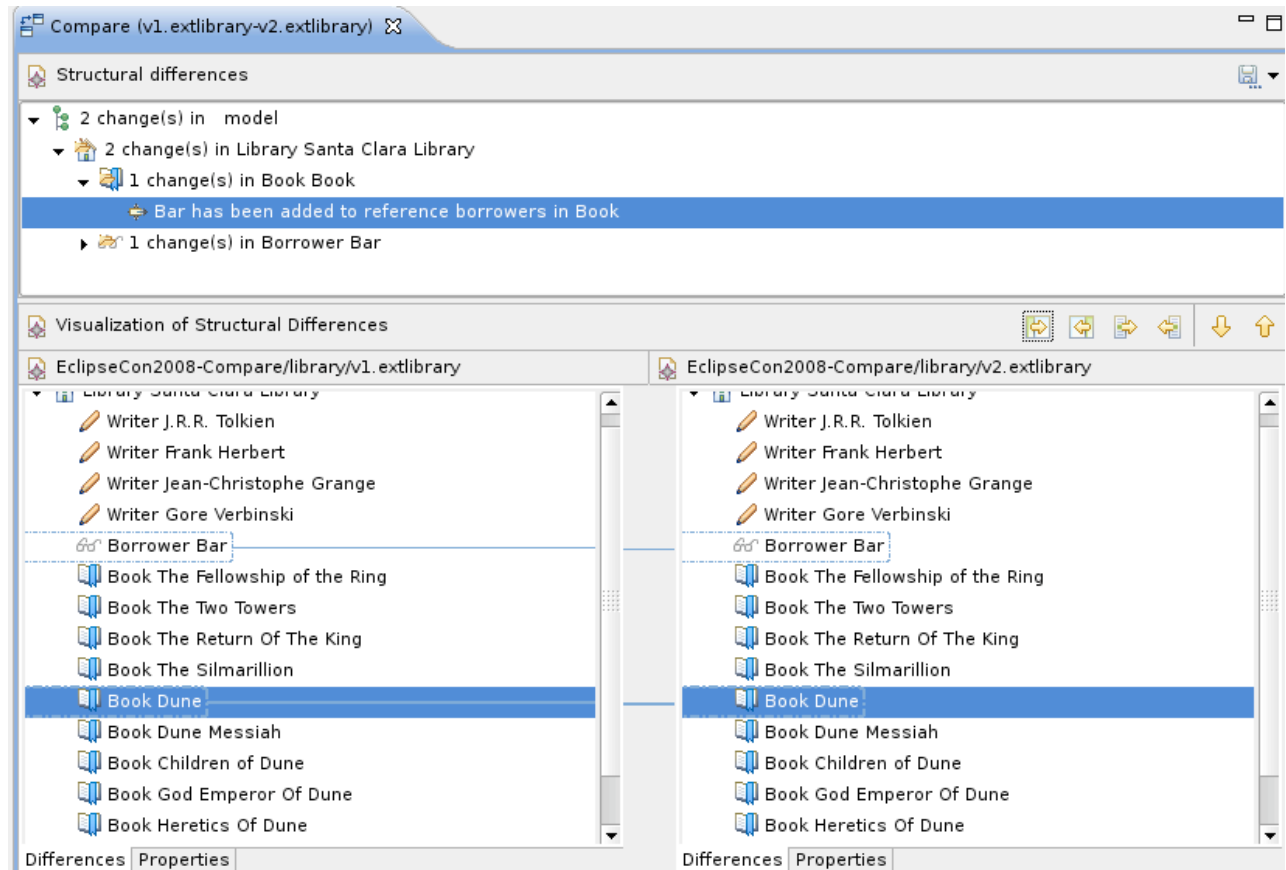 Compare (v1.extlibrary-v2.extlibrary)
Structural differences
2 change(s) in model
2 change(s) in Library Santa Clara Library
1 change(s) in Book Book
Bar has been added to reference borrowers in Book
1 change(s) in Borrower Bar
Visualization of Structural Differences
EclipseCon2008-Compare/library/v1.extlibrary
Library Santa Clara Library
Writer J.R.R. Tolkien
Writer Frank Herbert
Writer Jean-Christophe Grange
Writer Gore Verbinski
Borrower Bar
Book The Fellowship of the Ring
Book The Two Towers
Book The Return Of The King
Book The Silmarillion
Book Dune
Book Dune Messiah
Book Children of Dune
Book God Emperor Of Dune
Book Heretics Of Dune
Differences Properties
EclipseCon2008-Compare/library/v2.extlibrary
Library Santa Clara Library
Writer J.R.R. Tolkien
Writer Frank Herbert
Writer Jean-Christophe Grange
Writer Gore Verbinski
Borrower Bar
Book The Fellowship of the Ring
Book The Two Towers
Book The Return Of The King
Book The Silmarillion
Book Dune
Book Dune Messiah
Book Children of Dune
Book God Emperor Of Dune
Book Heretics Of Dune
Differences Properties